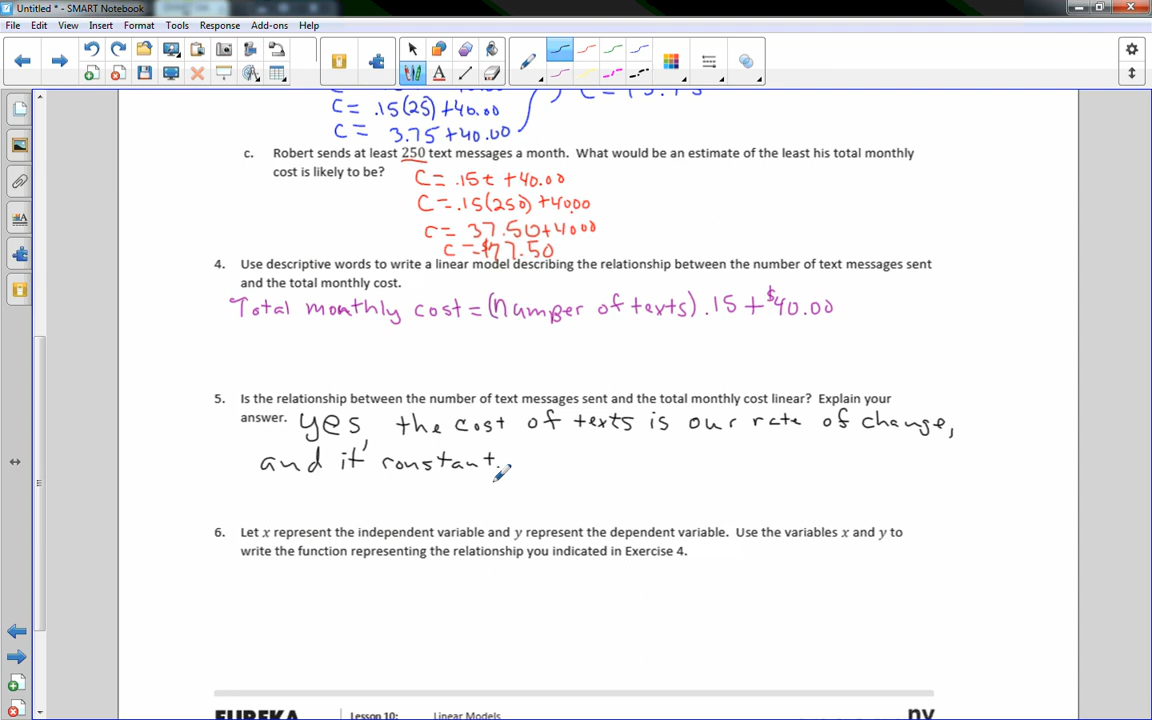 Untitled * - SMART Notebook
File Edit View Insert Format Tools Response Add-ons Help
C = .15(25) +40.00
C = 3.75 +40.00
c. Robert sends at least 250 text messages a month. What would be an estimate of the least his total monthly
cost is likely to be?
C = .15t +40.00
C = .15(250) +40.00
C = 37.50+40.00
C = $77.50
4. Use descriptive words to write a linear model describing the relationship between the number of text messages sent
and the total monthly cost.
Total monthly cost = (number of texts) .15 + $40.00
5. Is the relationship between the number of text messages sent and the total monthly cost linear? Explain your
answer. yes, the cost of texts is our rate of change,
and it' constant.
6. Let x represent the independent variable and y represent the dependent variable. Use the variables x and y to
write the function representing the relationship you indicated in Exercise 4.
EUREKA Lesson 10: Linear Models ny